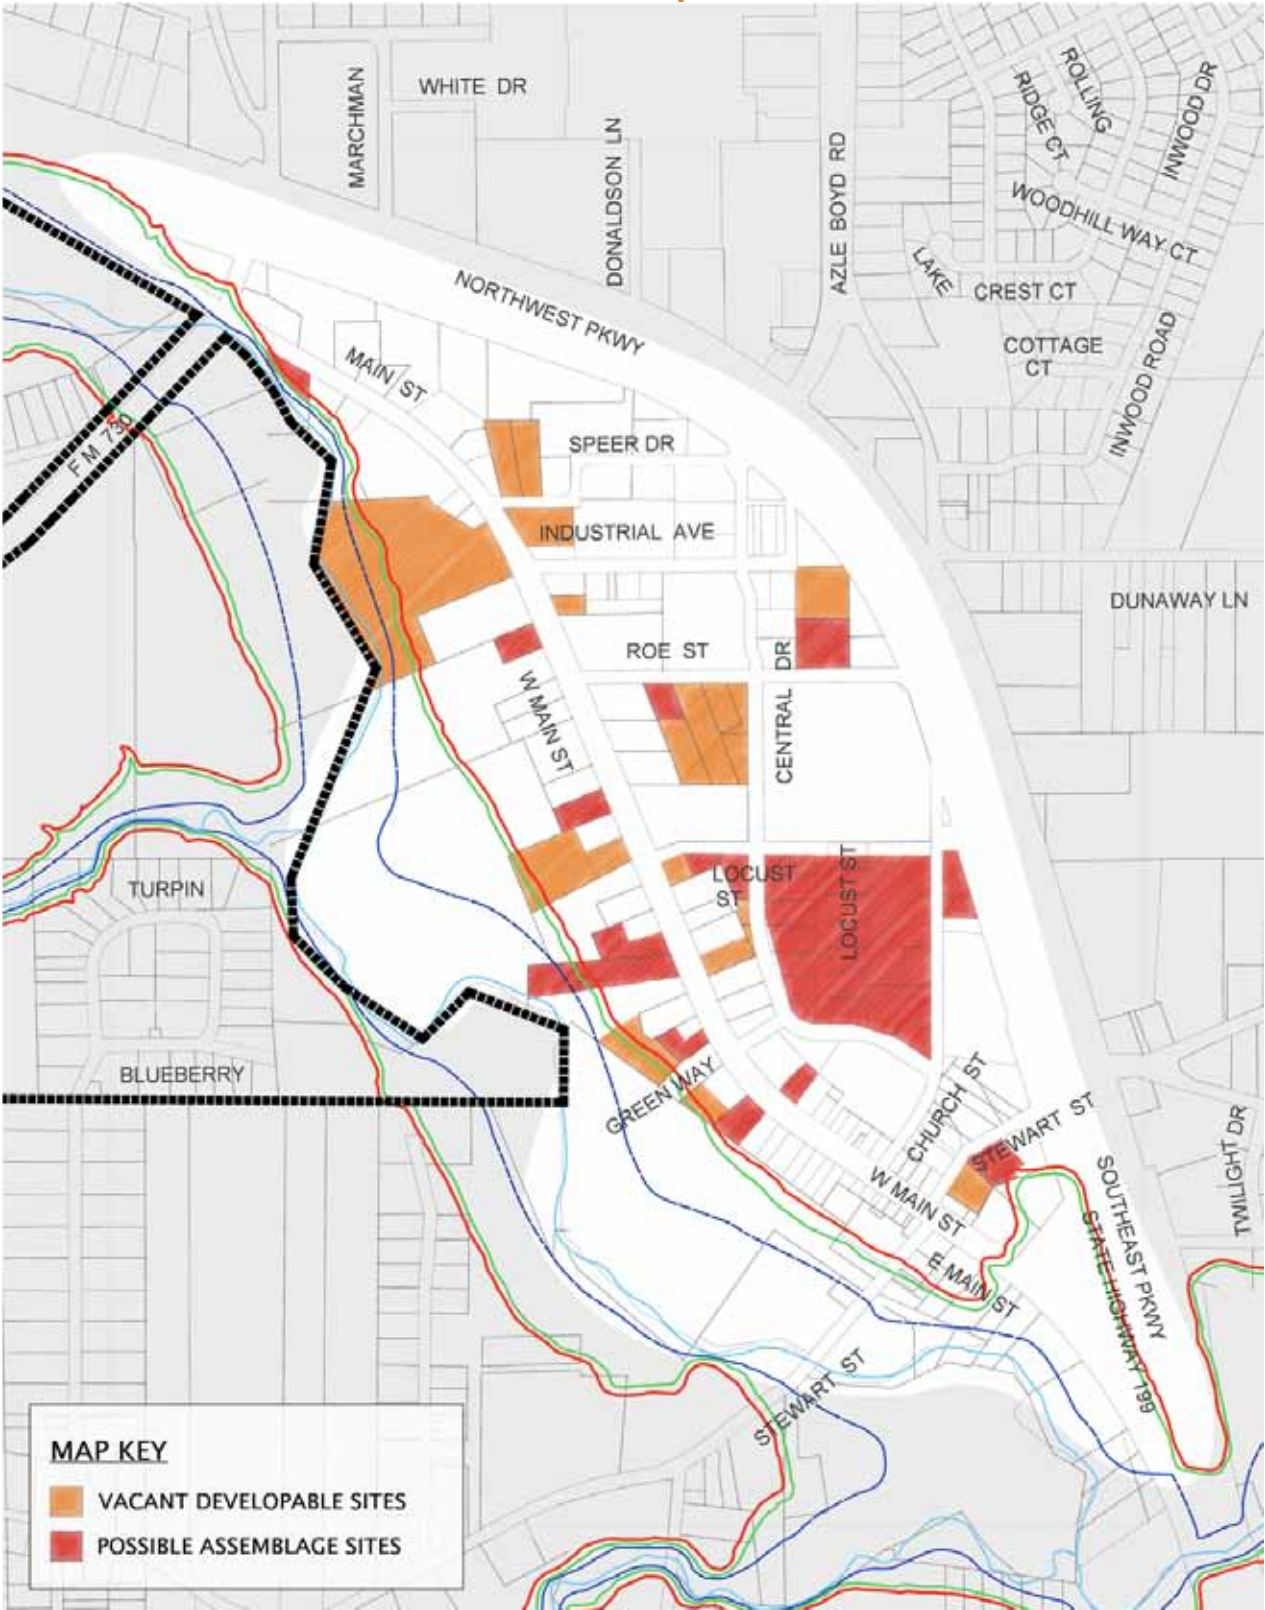 WHITE DR
MARCHMAN
DONALDSON LN
AZLE BOYD RD
ROLLING
RIDGE CT
INWOOD DR
WOODHILL WAY CT
LAKE
CREST CT
COTTAGE
CT
INWOOD ROAD
NORTHWEST PKWY
MAIN ST
FM 730
SPEER DR
INDUSTRIAL AVE
DUNAWAY LN
ROE ST
CENTRAL DR
W MAIN ST
LOCUST
ST
LOCUST ST
TURPIN
BLUEBERRY
GREEN WAY
CHURCH ST
STEWART ST
W MAIN ST
E MAIN ST
SOUTHEAST PKWY
STATE HIGHWAY 199
TWILIGHT DR
STEWART ST
MAP KEY
VACANT DEVELOPABLE SITES
POSSIBLE ASSEMBLAGE SITES